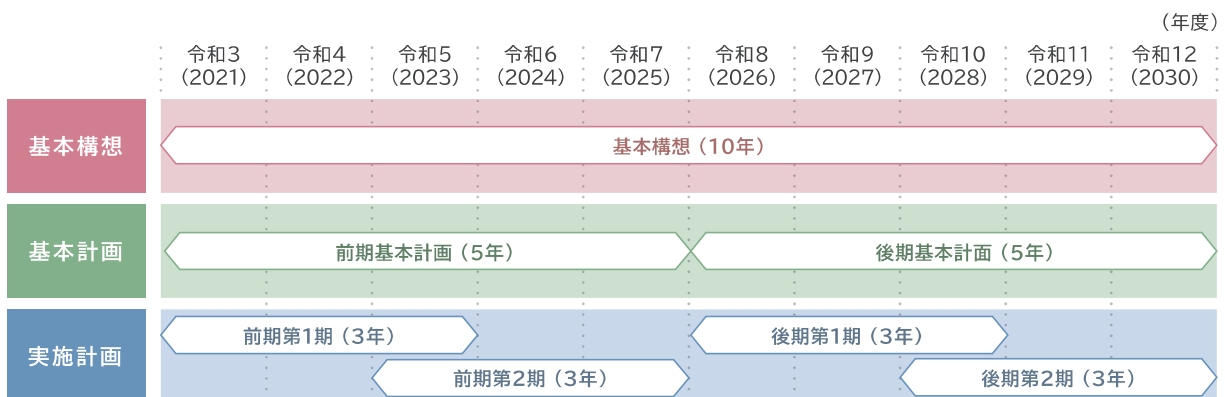 （年度）
令和3 令和4 令和5 令和6 令和7 令和8 令和9 令和10 令和11 令和12
（2021） （2022） （2023） （2024） （2025） （2026） （2027） （2028） （2029） （2030）
基本構想 基本構想（10年）
基本計画 前期基本計画（5年） 後期基本計面（5年）
前期第1期（3年） 後期第1期（3年）
実施計画
前期第2期（3年） 後期第2期（3年）